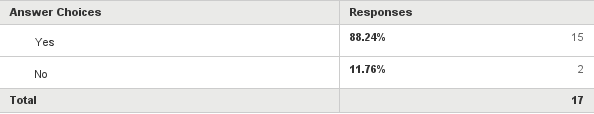 Answer Choices Responses
Yes 88.24% 15
No 11.76% 2
Total 17